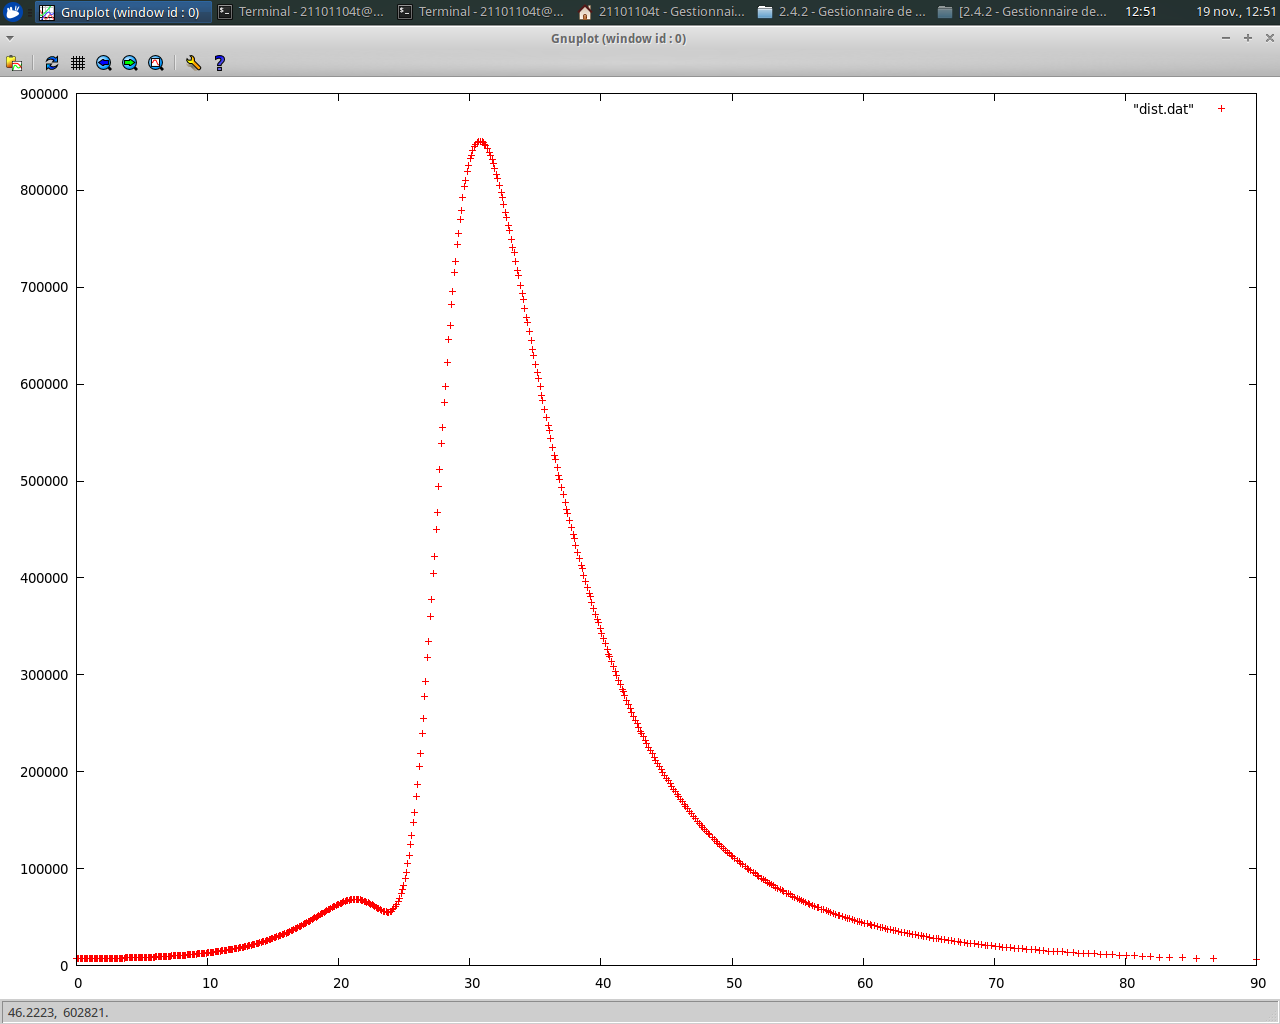 Gnuplot (window id : 0)
Terminal - 21101104t@...
Terminal - 21101104t@...
21101104t - Gestionnai...
2.4.2 - Gestionnaire de ...
[2.4.2 - Gestionnaire de...
12:51
19 nov., 12:51
Gnuplot (window id : 0)
900000
"dist.dat"
800000
700000
600000
500000
400000
300000
200000
100000
0
0 10 20 30 40 50 60 70 80 90
46.2223, 602821.